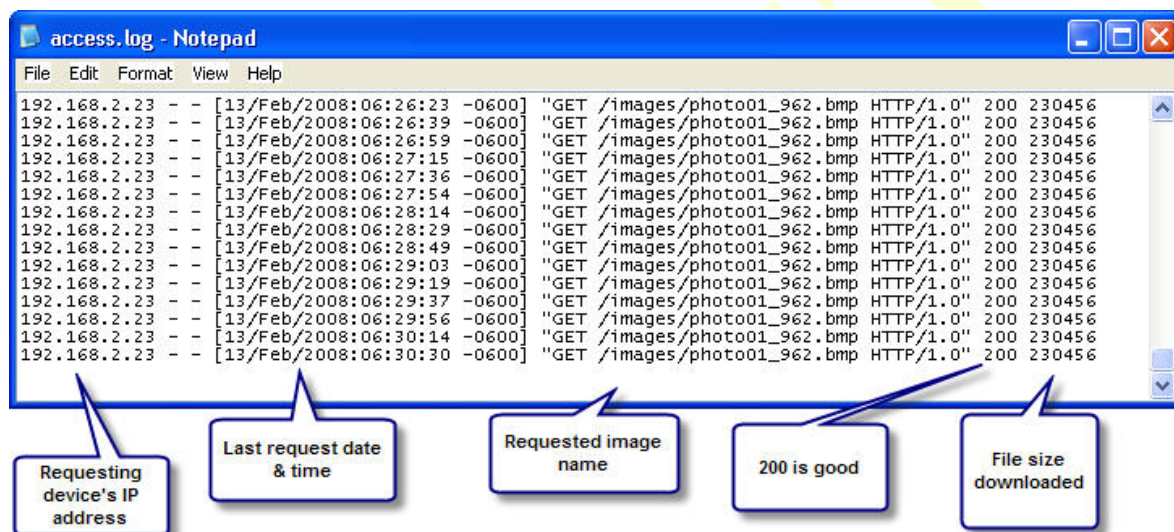 access.log - Notepad
File Edit Format View Help
192.168.2.23 - - [13/Feb/2008:06:26:23 -0600] "GET /images/photo01_962.bmp HTTP/1.0" 200 230456
192.168.2.23 - - [13/Feb/2008:06:26:39 -0600] "GET /images/photo01_962.bmp HTTP/1.0" 200 230456
192.168.2.23 - - [13/Feb/2008:06:26:59 -0600] "GET /images/photo01_962.bmp HTTP/1.0" 200 230456
192.168.2.23 - - [13/Feb/2008:06:27:15 -0600] "GET /images/photo01_962.bmp HTTP/1.0" 200 230456
192.168.2.23 - - [13/Feb/2008:06:27:36 -0600] "GET /images/photo01_962.bmp HTTP/1.0" 200 230456
192.168.2.23 - - [13/Feb/2008:06:27:54 -0600] "GET /images/photo01_962.bmp HTTP/1.0" 200 230456
192.168.2.23 - - [13/Feb/2008:06:28:14 -0600] "GET /images/photo01_962.bmp HTTP/1.0" 200 230456
192.168.2.23 - - [13/Feb/2008:06:28:29 -0600] "GET /images/photo01_962.bmp HTTP/1.0" 200 230456
192.168.2.23 - - [13/Feb/2008:06:28:49 -0600] "GET /images/photo01_962.bmp HTTP/1.0" 200 230456
192.168.2.23 - - [13/Feb/2008:06:29:03 -0600] "GET /images/photo01_962.bmp HTTP/1.0" 200 230456
192.168.2.23 - - [13/Feb/2008:06:29:19 -0600] "GET /images/photo01_962.bmp HTTP/1.0" 200 230456
192.168.2.23 - - [13/Feb/2008:06:29:37 -0600] "GET /images/photo01_962.bmp HTTP/1.0" 200 230456
192.168.2.23 - - [13/Feb/2008:06:29:56 -0600] "GET /images/photo01_962.bmp HTTP/1.0" 200 230456
192.168.2.23 - - [13/Feb/2008:06:30:14 -0600] "GET /images/photo01_962.bmp HTTP/1.0" 200 230456
192.168.2.23 - - [13/Feb/2008:06:30:30 -0600] "GET /images/photo01_962.bmp HTTP/1.0" 200 230456
Requesting
device's IP
address
Last request date
& time
Requested image
name
200 is good
File size
downloaded